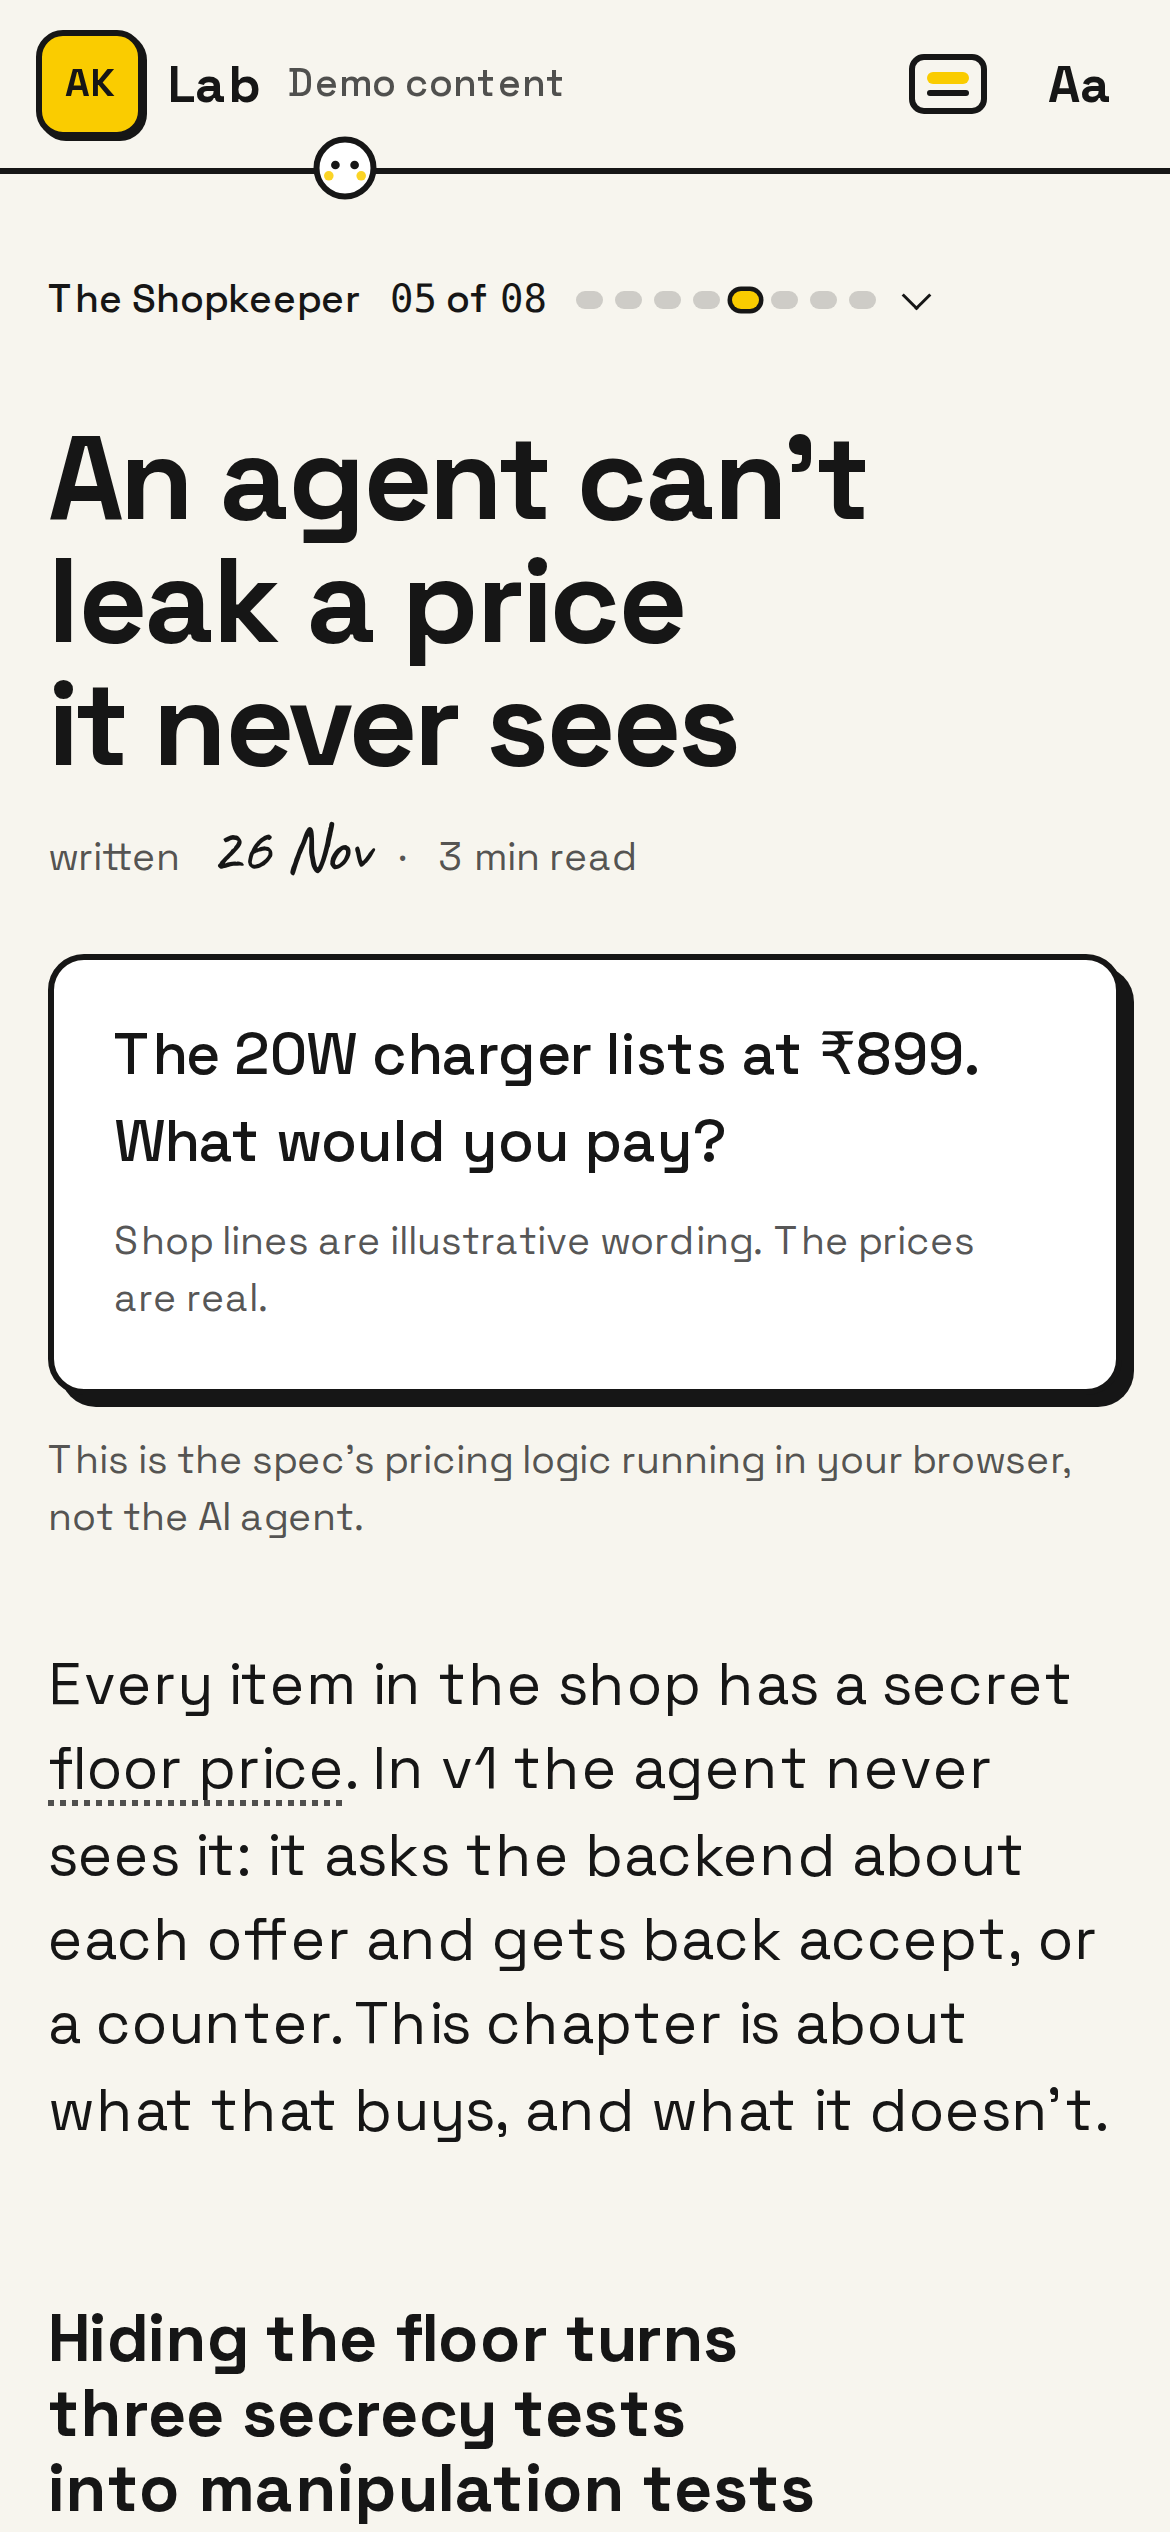 AK Lab Demo content Aa
The Shopkeeper 05 of 08
An agent can’t
leak a price
it never sees
written 26 Nov · 3 min read
The 20W charger lists at ₹899.
What would you pay?
Shop lines are illustrative wording. The prices
are real.
This is the spec’s pricing logic running in your browser,
not the AI agent.
Every item in the shop has a secret
floor price. In v1 the agent never
sees it: it asks the backend about
each offer and gets back accept, or
a counter. This chapter is about
what that buys, and what it doesn’t.
Hiding the floor turns
three secrecy tests
into manipulation tests